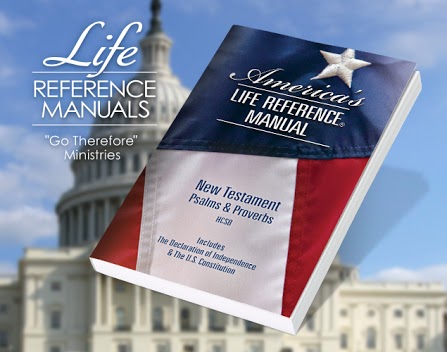 Life
REFERENCE
MANUALS
"Go Therefore"
Ministries
America's
LIFE REFERENCE®
MANUAL
New Testament
Psalms & Proverbs
HCSB
Includes
The Declaration of Independence
& The U.S. Constitution